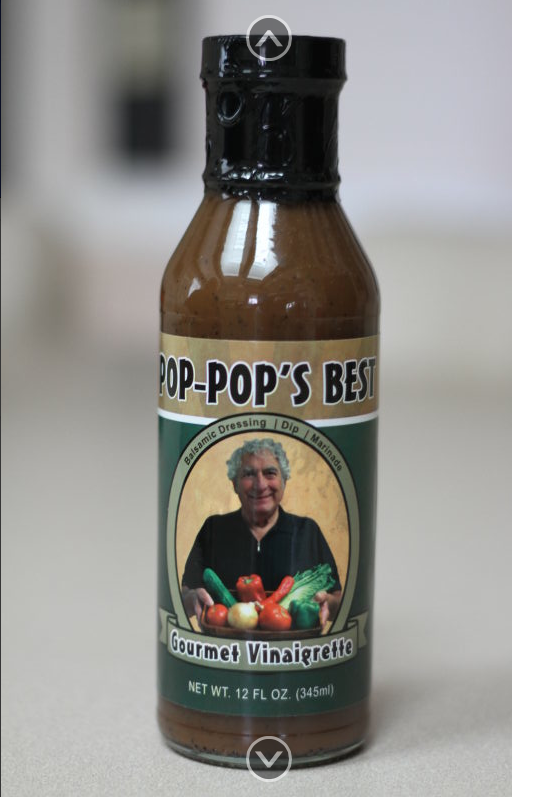 POP-POP'S BEST
Balsamic Dressing | Dip | Marinade
Gourmet Vinaigrette
NET WT. 12 FL OZ. (345ml)